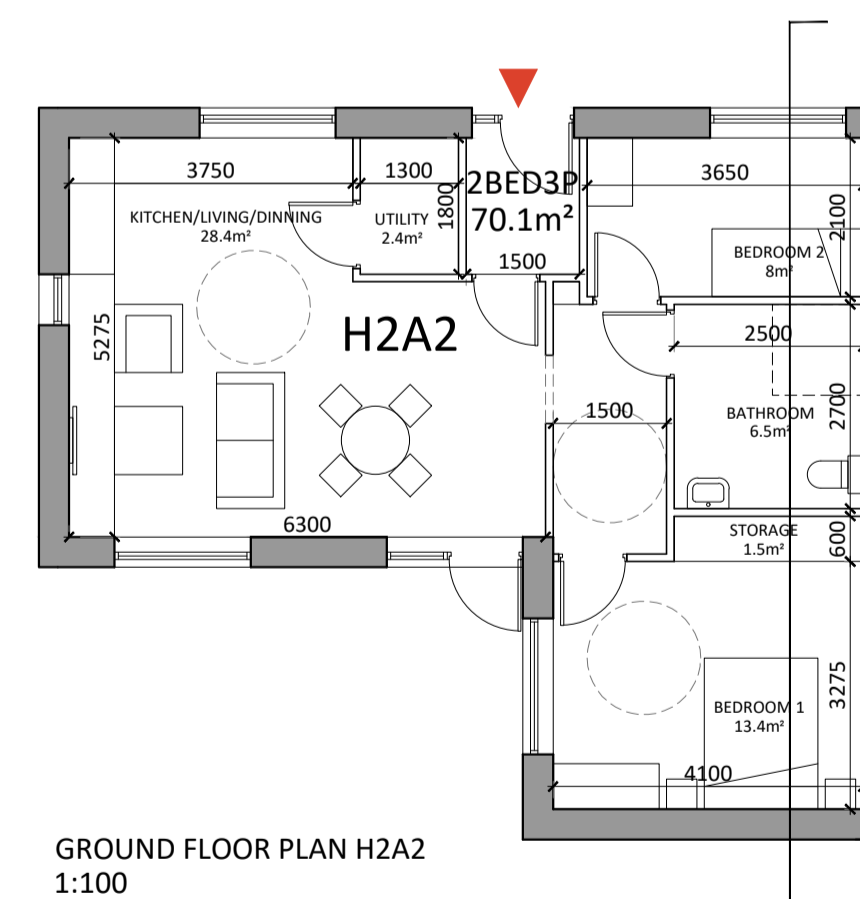 3750
1300
2BED3P
3650
KITCHEN/LIVING/DINNING
28.4m²
UTILITY
2.4m²
1800
70.1m²
2100
1500
BEDROOM 2
8m²
5275
H2A2
2500
1500
BATHROOM
6.5m²
2700
6300
STORAGE
1.5m²
600
3275
BEDROOM 1
13.4m²
4100
GROUND FLOOR PLAN H2A2
1:100